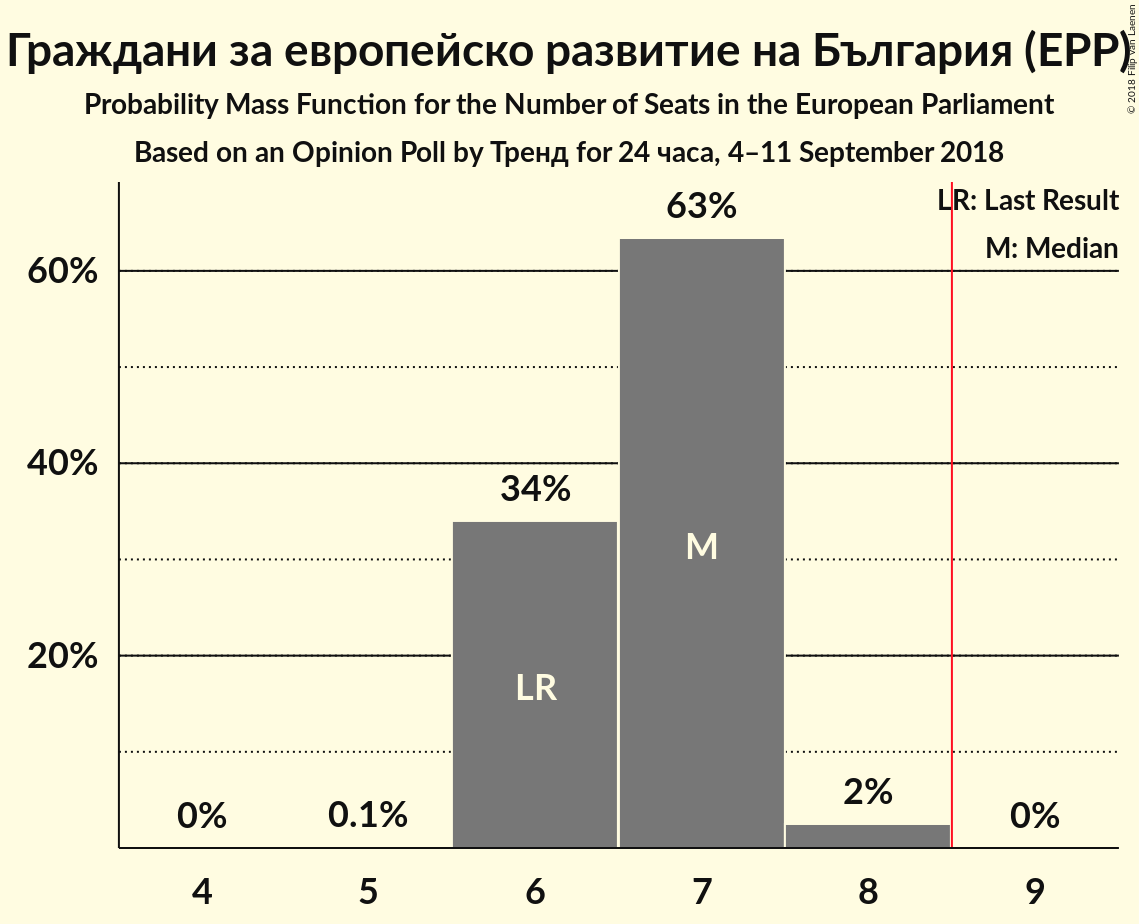 Граждани за европейско развитие на България (EPP)
Probability Mass Function for the Number of Seats in the European Parliament
Based on an Opinion Poll by Тренд for 24 часа, 4–11 September 2018
© 2018 Filip van Laenen
LR: Last Result
M: Median
63%
60%
40%
34%
M
20%
LR
2%
0%
0.1%
0%
4
5
6
7
8
9